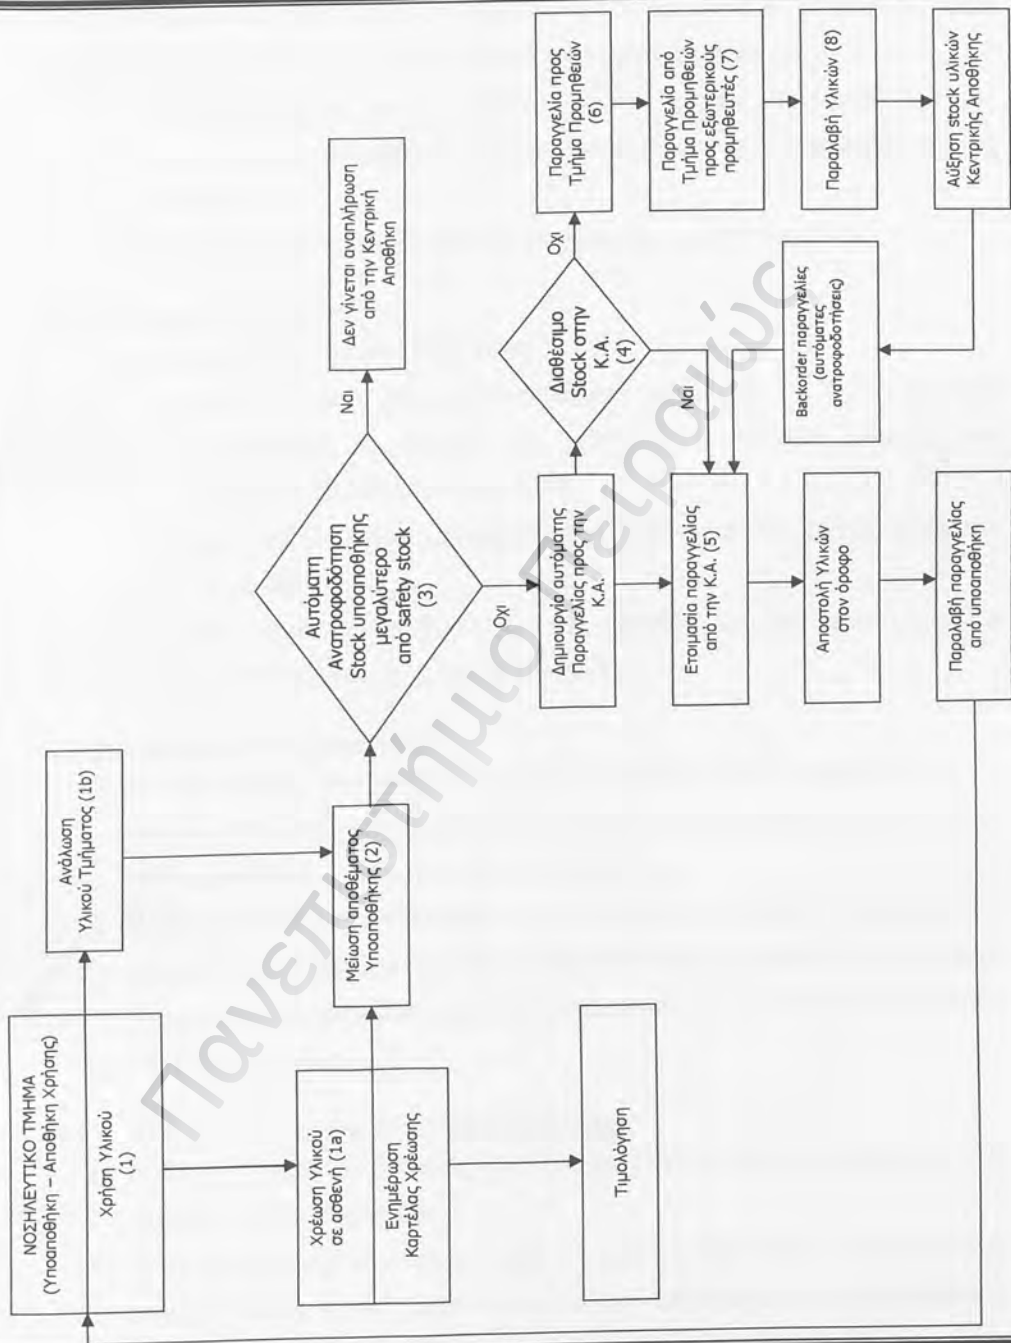 ΝΟΣΗΛΕΥΤΙΚΟ ΤΜΗΜΑ
(Υποαποθήκη – Αποθήκη Χρήσης)
Χρήση Υλικού
(1)
Ανάλωση
Υλικού Τμήματος (1b)
Χρέωση Υλικού
σε ασθενή (1a)
Ενημέρωση
Καρτέλας Χρέωσης
Τιμολόγηση
Μείωση αποθέματος
Υποαποθήκης (2)
Αυτόματη
Ανατροφοδότηση
Stock υποαποθήκης
μεγαλύτερο
από safety stock
(3)
Ναι
Δεν γίνεται αναπλήρωση
από την Κεντρική
Αποθήκη
Οχι
Δημιουργία αυτόματης
Παραγγελίας προς την
Κ.Α.
Διαθέσιμο
Stock στην
Κ.Α.
(4)
Οχι
Παραγγελία προς
Τμήμα Προμηθειών
(6)
Παραγγελία από
Τμήμα Προμηθειών
προς εξωτερικούς
προμηθευτές (7)
Παραλαβή Υλικών (8)
Αύξηση stock υλικών
Κεντρικής Αποθήκης
Backorder παραγγελίες
(αυτόματες
ανατροφοδοτήσεις)
Ναι
Ετοιμασία παραγγελίας
από την Κ.Α. (5)
Αποστολή Υλικών
στον όροφο
Παραλαβή παραγγελίας
από υποαποθήκη
Πανεπιστήμιο Πειραιώς